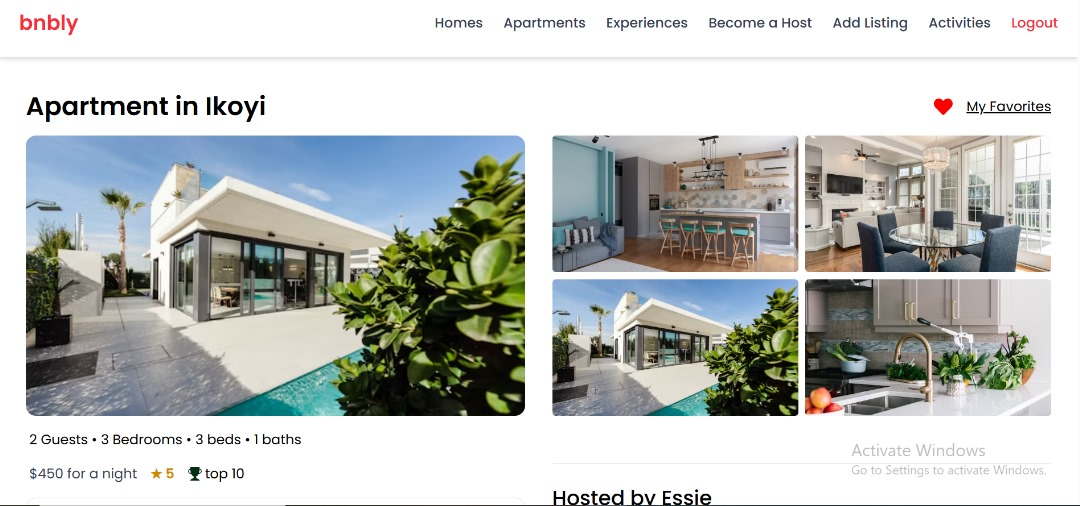 bnbly
Homes Apartments Experiences Become a Host Add Listing Activities Logout
Apartment in Ikoyi
My Favorites
2 Guests • 3 Bedrooms • 3 beds • 1 baths
$450 for a night ★ 5 🏆 top 10
Activate Windows
Go to Settings to activate Windows.
Hosted by Essie